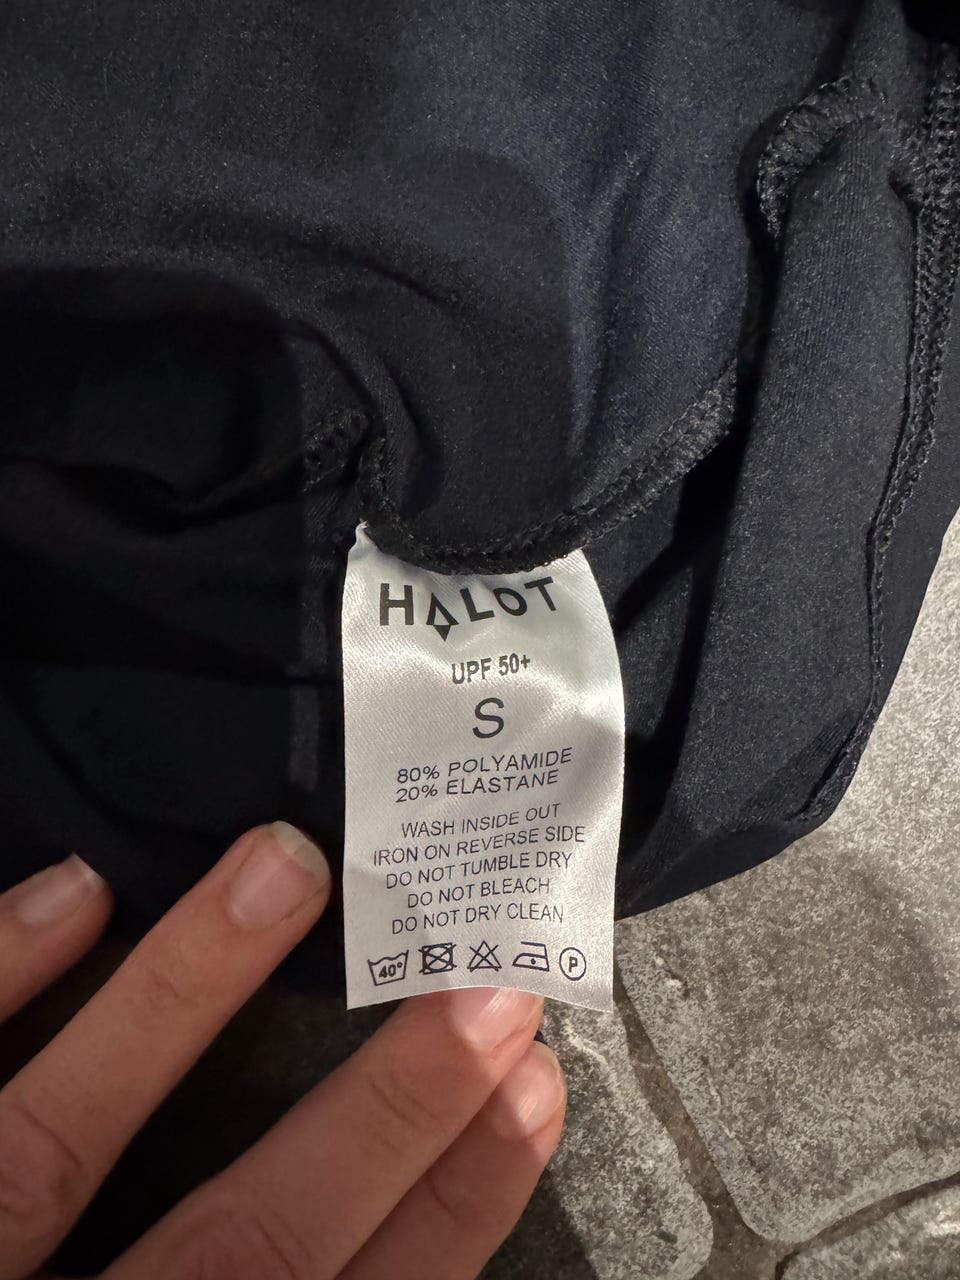 HALOT
UPF 50+
S
80% POLYAMIDE
20% ELASTANE
WASH INSIDE OUT
IRON ON REVERSE SIDE
DO NOT TUMBLE DRY
DO NOT BLEACH
DO NOT DRY CLEAN
40° P